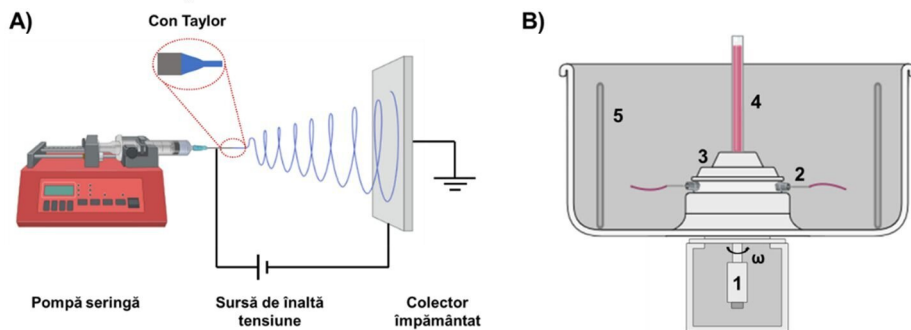 A)
Con Taylor
Pompă seringă
Sursă de înaltă
tensiune
Colector
împământat
B)
5
4
3
2
ω
1